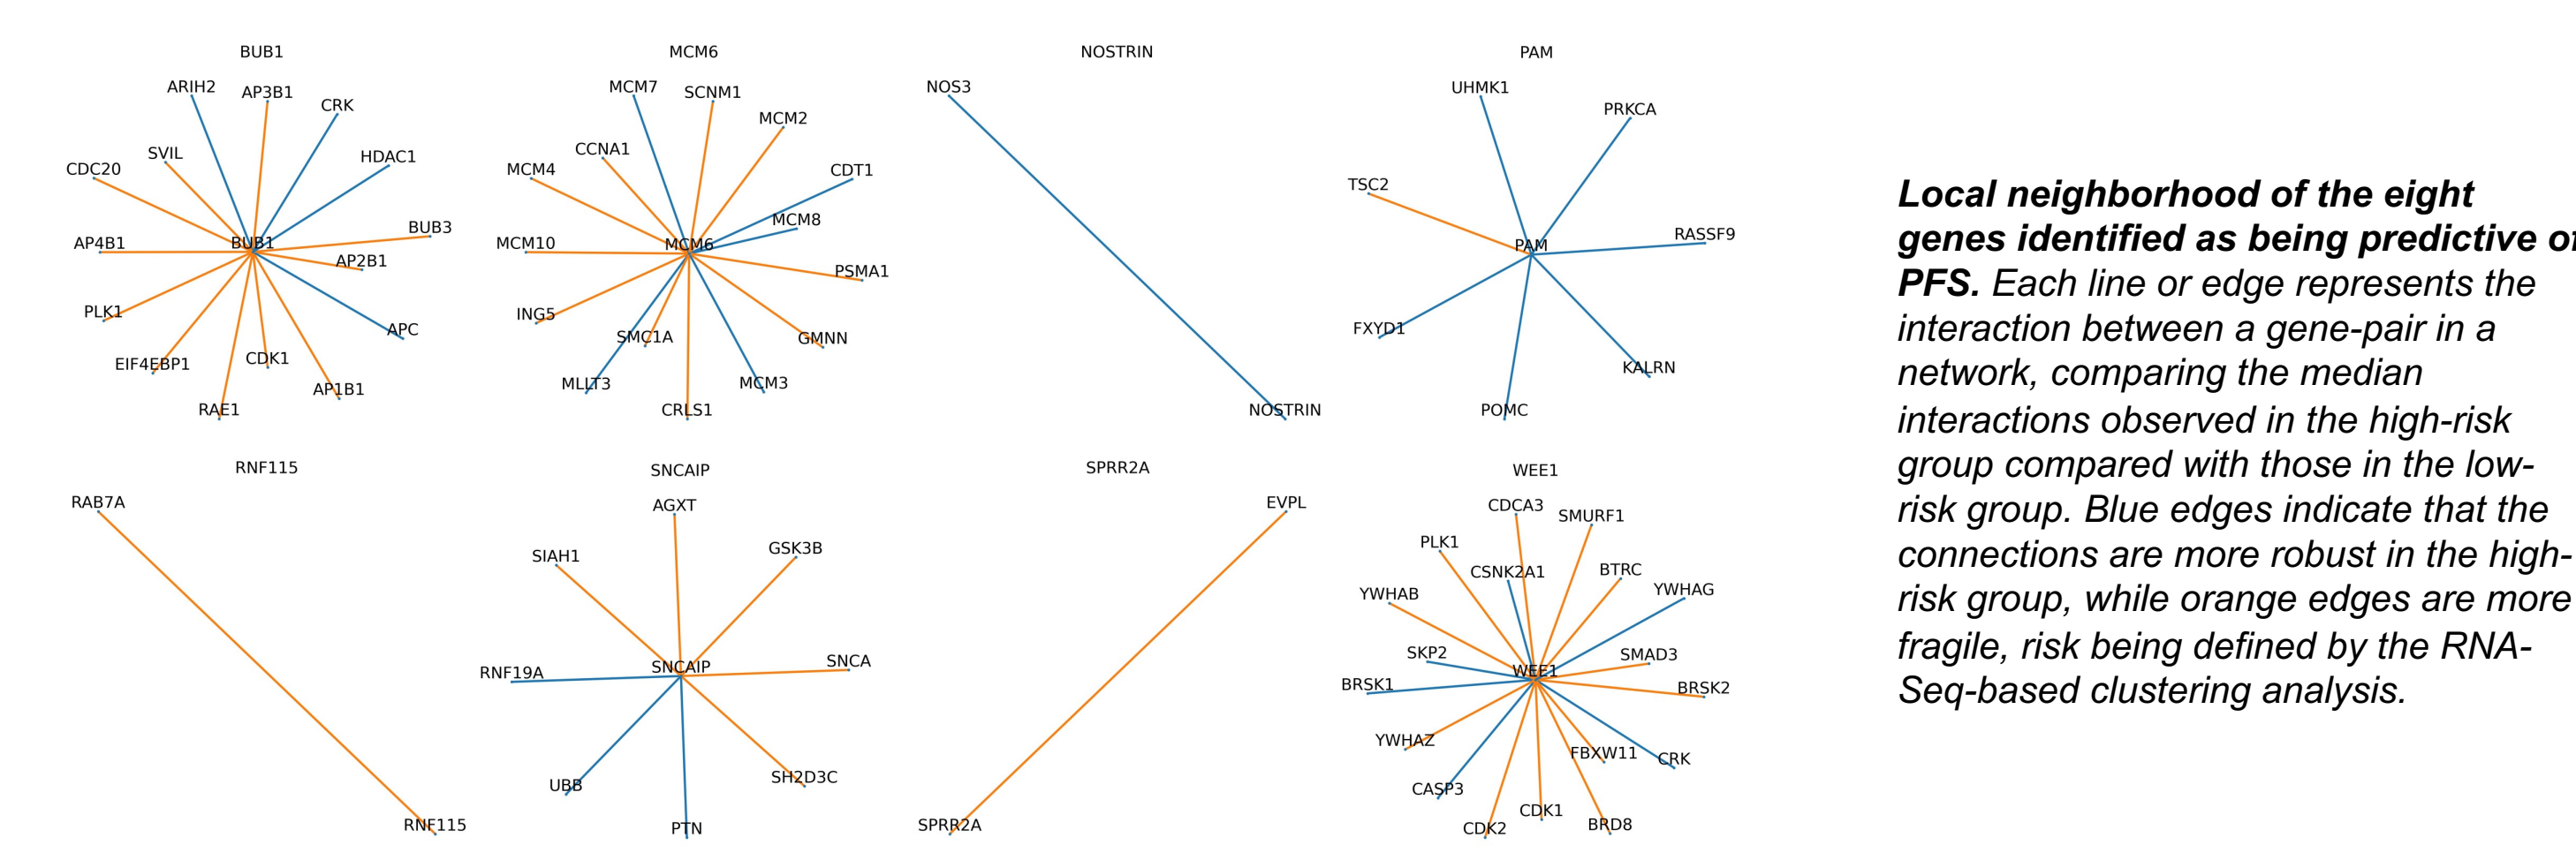 BUB1
ARIH2
AP3B1
CRK
SVIL
HDAC1
CDC20
BUB3
AP4B1
BUB1
AP2B1
PLK1
APC
EIF4EBP1
CDK1
AP1B1
RAE1
MCM6
MCM7
SCNM1
MCM2
CCNA1
MCM4
CDT1
MCM8
MCM10
MCM6
PSMA1
ING5
SMC1A
GMNN
MLLT3
MCM3
CRLS1
NOSTRIN
NOS3
NOSTRIN
PAM
UHMK1
PRKCA
TSC2
RASSF9
PAM
FXYD1
KALRN
POMC
RNF115
RAB7A
RNF115
SNCAIP
AGXT
SIAH1
GSK3B
RNF19A
SNCAIP
SNCA
UBB
SH2D3C
PTN
SPRR2A
EVPL
SPRR2A
WEE1
CDCA3
SMURF1
PLK1
CSNK2A1
BTRC
YWHAB
YWHAG
SKP2
SMAD3
WEE1
BRSK1
BRSK2
YWHAZ
FBXW11
CRK
CASP3
CDK1
CDK2
BRD8
Local neighborhood of the eight
genes identified as being predictive of
PFS. Each line or edge represents the
interaction between a gene-pair in a
network, comparing the median
interactions observed in the high-risk
group compared with those in the low-
risk group. Blue edges indicate that the
connections are more robust in the high-
risk group, while orange edges are more
fragile, risk being defined by the RNA-
Seq-based clustering analysis.